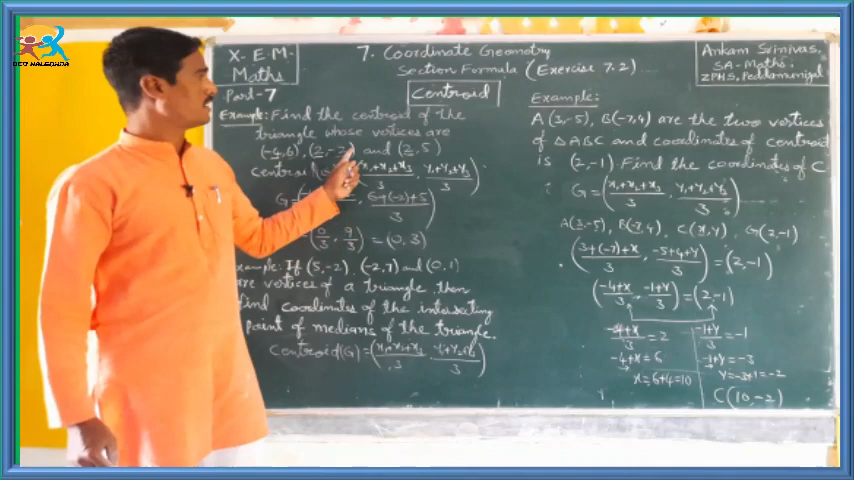 DEO NALGONDA
X-E.M-
Maths
Part-7
7. Coordinate Geometry
Section Formula (Exercise 7.2)
Ankam Srinivas.
SA-Maths.
ZPHS, Peddamungal
Centroid
Example: Find the centroid of the
triangle whose vertices are
(-4,6), (2,-2) and (2,5)
x₁+x₂+x₃/3, y₁+y₂+y₃/3)
G=
, 6+(-2)+5/3)
(0/3, 9/3) = (0,3)
Example: If (5,-2), (-2,7) and (0,1)
are vertices of a triangle then
find coordinates of the intersecting
point of medians of the triangle.
Centroid(G) = (x₁+x₂+x₃/3, y₁+y₂+y₃/3)
Example:
A(3,-5), B(-7,4) are the two vertices
of ΔABC and coordinates of centroid
is (2,-1). Find the coordinates of C
G = (x₁+x₂+x₃/3, y₁+y₂+y₃/3)
A(3,-5), B(-7,4), C(x,y), G(2,-1)
(3+(-7)+x/3, -5+4+y/3) = (2,-1)
(-4+x/3, -1+y/3) = (2,-1)
-4+x/3 = 2
-4+x = 6
x = 6+4 = 10
-1+y/3 = -1
-1+y = -3
y = -3+1 = -2
C(10,-2)